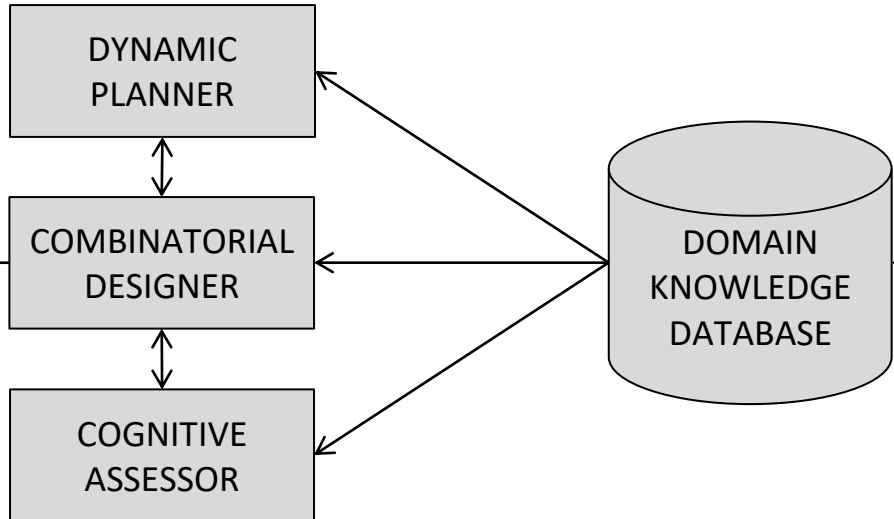 DYNAMIC
PLANNER
COMBINATORIAL
DESIGNER
COGNITIVE
ASSESSOR
DOMAIN
KNOWLEDGE
DATABASE